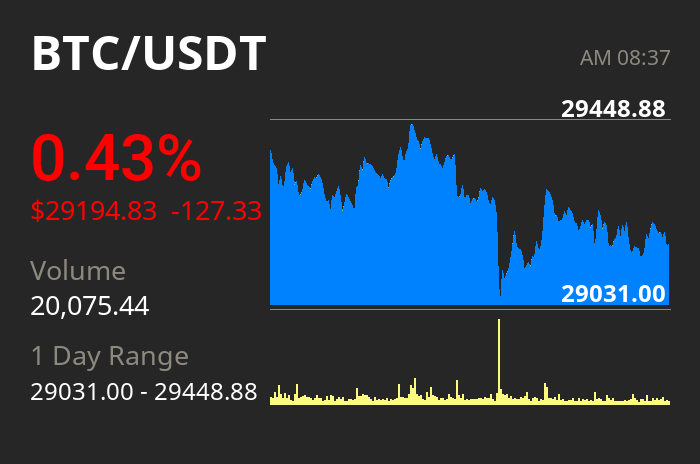 BTC/USDT
AM 08:37
29448.88
0.43%
$29194.83 -127.33
Volume
20,075.44
29031.00
1 Day Range
29031.00 - 29448.88